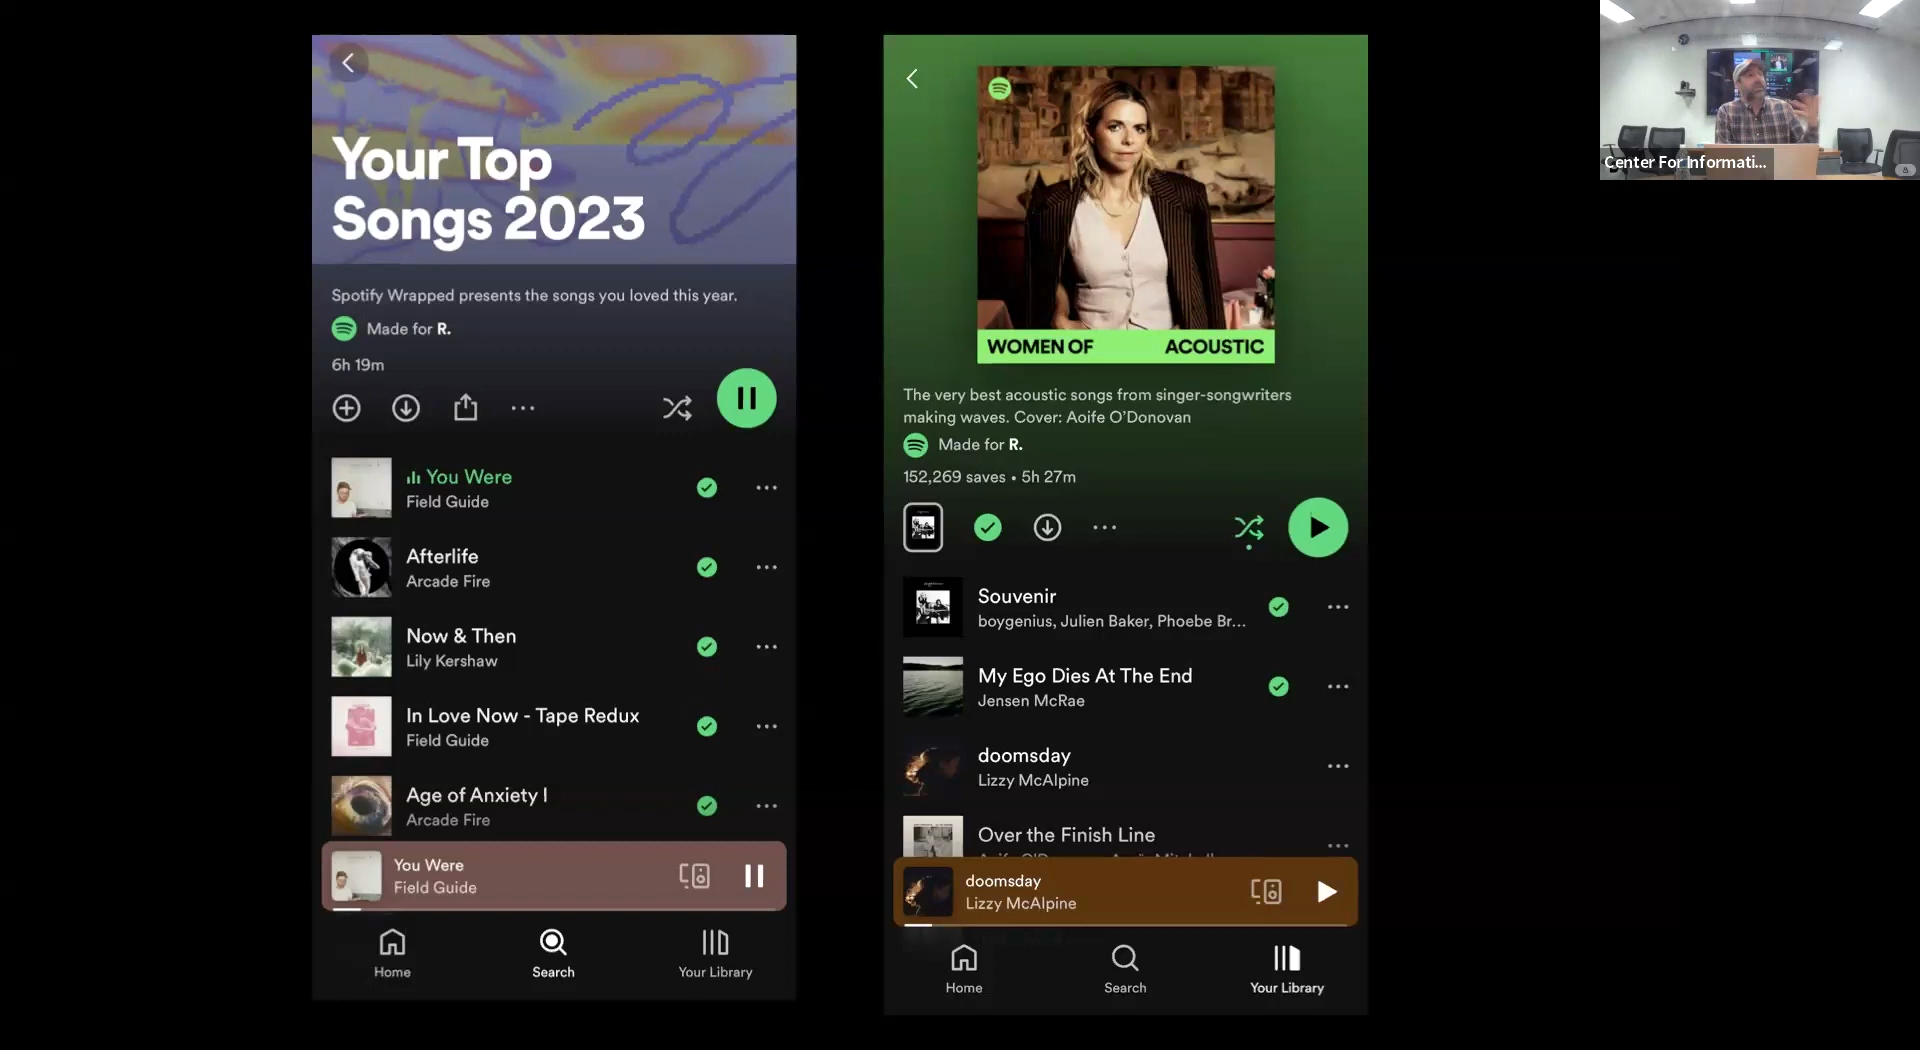 Your Top
Songs 2023
Spotify Wrapped presents the songs you loved this year.
Made for R.
6h 19m
You Were
Field Guide
Afterlife
Arcade Fire
Now & Then
Lily Kershaw
In Love Now - Tape Redux
Field Guide
Age of Anxiety I
Arcade Fire
You Were
Field Guide
Home
Search
Your Library
WOMEN OF ACOUSTIC
The very best acoustic songs from singer-songwriters
making waves. Cover: Aoife O’Donovan
Made for R.
152,269 saves • 5h 27m
Souvenir
boygenius, Julien Baker, Phoebe Br...
My Ego Dies At The End
Jensen McRae
doomsday
Lizzy McAlpine
Over the Finish Line
doomsday
Lizzy McAlpine
Home
Search
Your Library
Center For Informati...